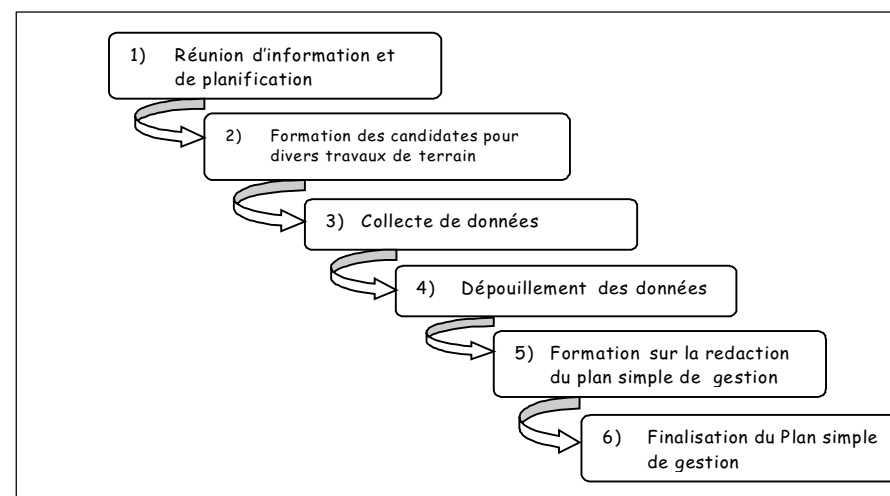 1) Réunion d'information et
de planification
2) Formation des candidates pour
divers travaux de terrain
3) Collecte de données
4) Dépouillement des données
5) Formation sur la redaction
du plan simple de gestion
6) Finalisation du Plan simple
de gestion